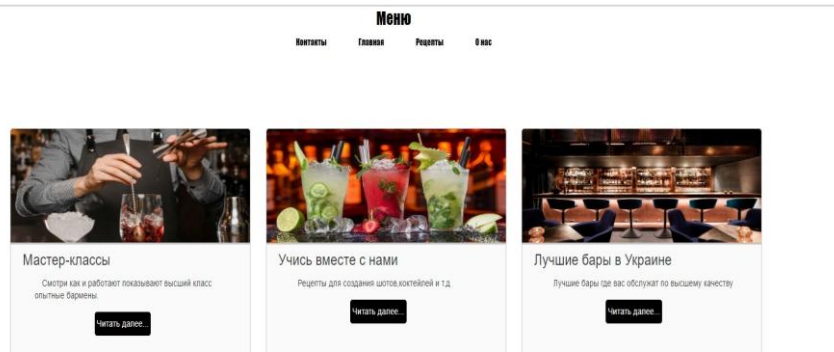 Меню
Контакты Главная Рецепты О нас
Мастер-классы
Смотри как и работают показывают высший класс
опытные бармены.
Читать далее...
Учись вместе с нами
Рецепты для создания шотов,коктейлей и т.д
Читать далее...
Лучшие бары в Украине
Лучшие бары где вас обслужат по высшему качеству
Читать далее...